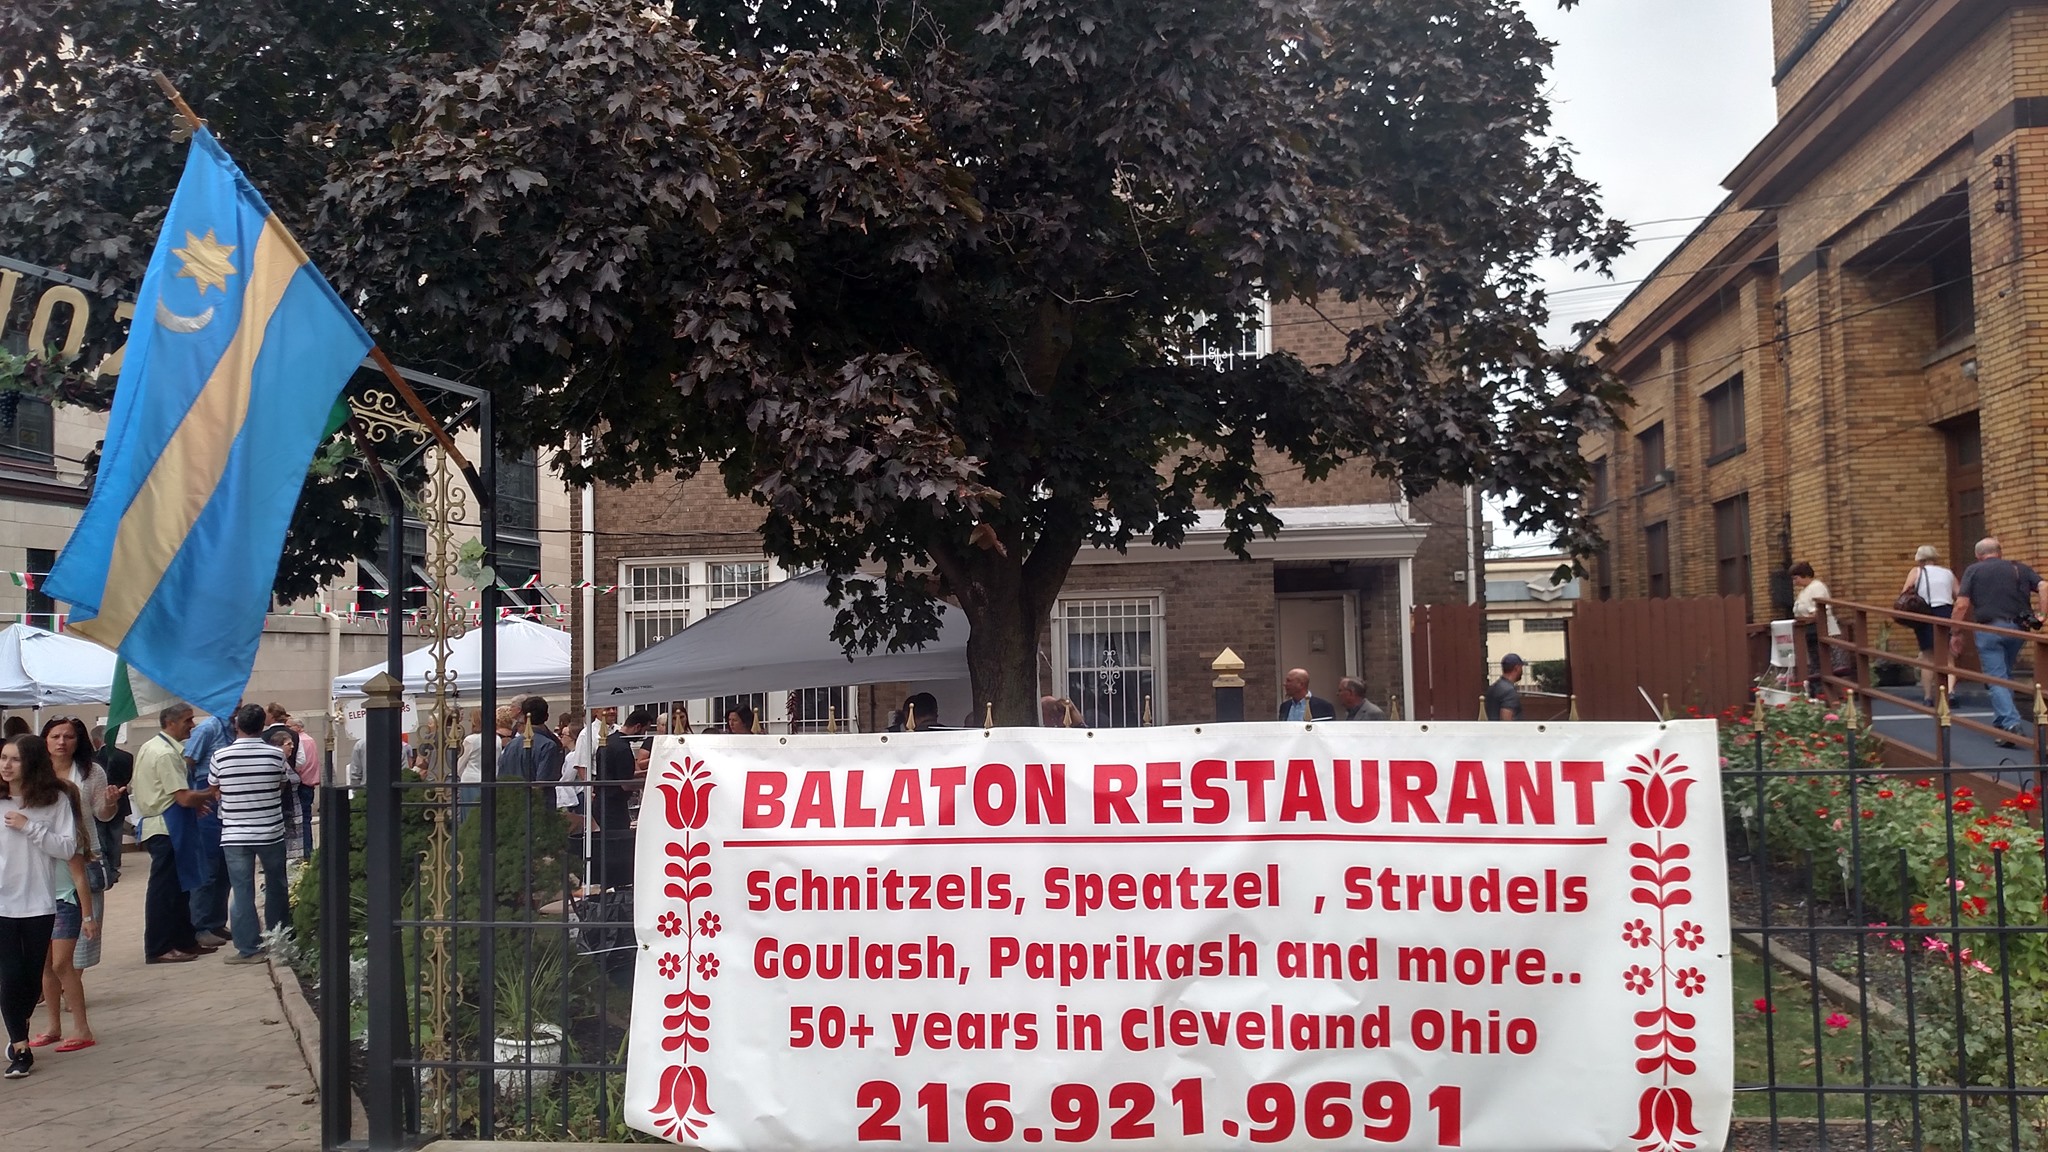 BALATON RESTAURANT
Schnitzels, Speatzel , Strudels
Goulash, Paprikash and more..
50+ years in Cleveland Ohio
216.921.9691